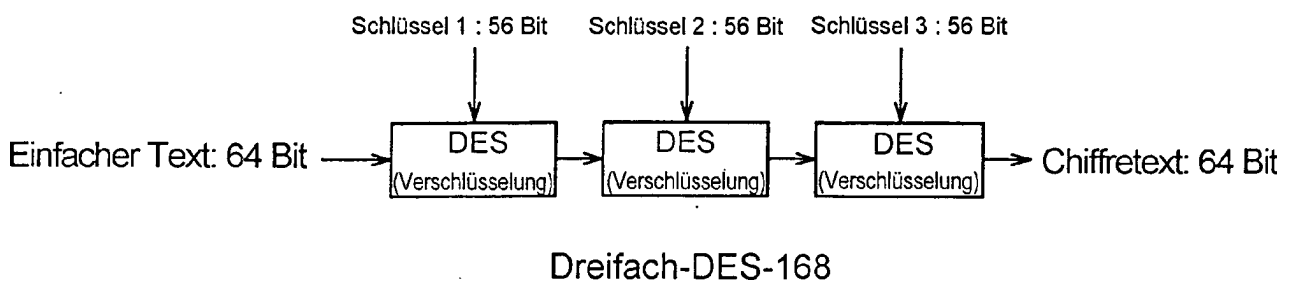 Schlüssel 1 : 56 Bit Schlüssel 2 : 56 Bit Schlüssel 3 : 56 Bit
Einfacher Text: 64 Bit DES DES DES Chiffretext: 64 Bit
(Verschlüsselung) (Verschlüsselung) (Verschlüsselung)
Dreifach-DES-168